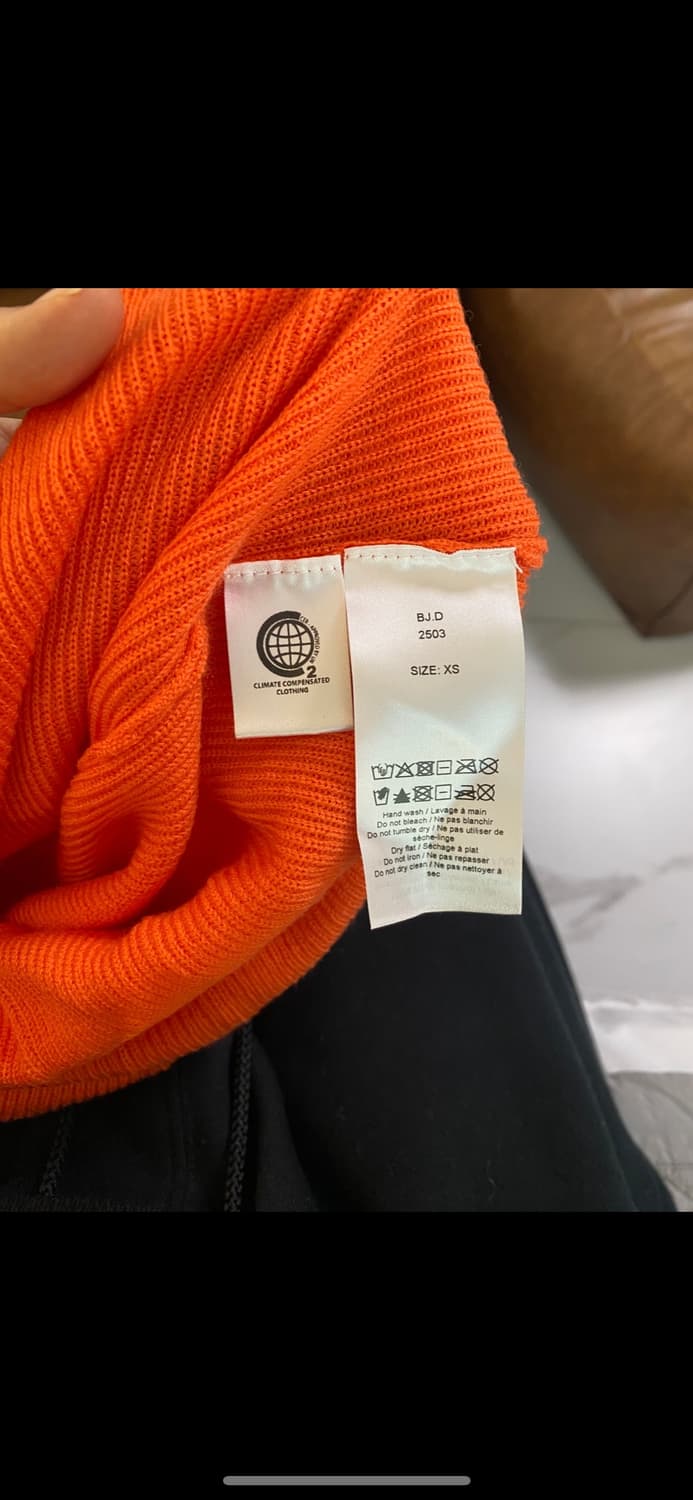 2
CLIMATE COMPENSATED
CLOTHING
BJ.D
2503
SIZE: XS
Hand wash / Lavage à main
Do not bleach / Ne pas blanchir
Do not tumble dry / Ne pas utiliser de
sèche-linge
Dry flat / Séchage à plat
Do not iron / Ne pas repasser
Do not dry clean / Ne pas nettoyer à
sec